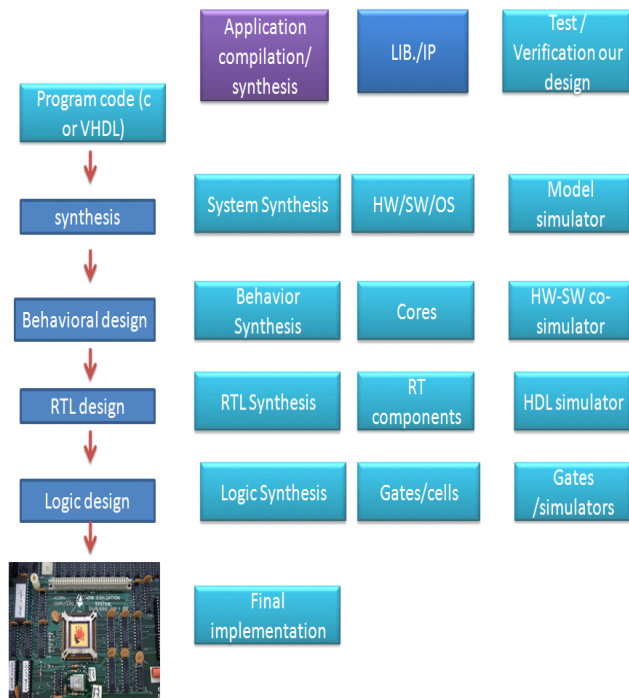 Application
compilation/
synthesis
LIB./IP
Test /
Verification our
design
Program code (c
or VHDL)
synthesis
System Synthesis
HW/SW/OS
Model
simulator
Behavioral design
Behavior
Synthesis
Cores
HW-SW co-
simulator
RTL design
RTL Synthesis
RT
components
HDL simulator
Logic design
Logic Synthesis
Gates/cells
Gates
/simulators
Final
implementation